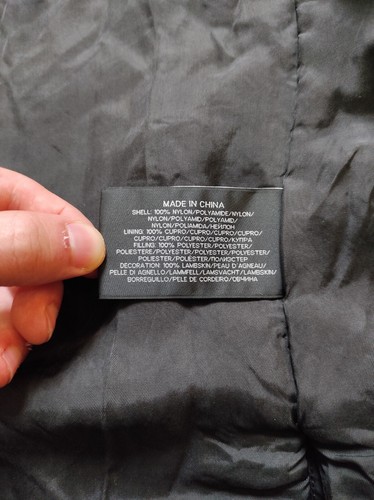 MADE IN CHINA
SHELL: 100% NYLON/POLYAMIDE/NYLON/
NYLON/POLYAMID/POLYAMID/
NYLON/POLIAMIDA/НЕЙЛОН
LINING: 100% CUPRO/CUPRO/CUPRO/CUPRO/
CUPRO/CUPRO/CUPRO/CUPRO/КУПРА
FILLING: 100% POLYESTER/POLYESTER/
POLIESTERE/POLYESTER/POLYESTER/POLYESTER/
POLIESTER/POLIÉSTER/ПОЛИЭСТЕР
DECORATION: 100% LAMBSKIN/PEAU D'AGNEAU/
PELLE DI AGNELLO/LAMMFELL/LAMSVACHT/LAMBSKIN/
BORREGUILLO/PELE DE CORDEIRO/ОВЧИНА